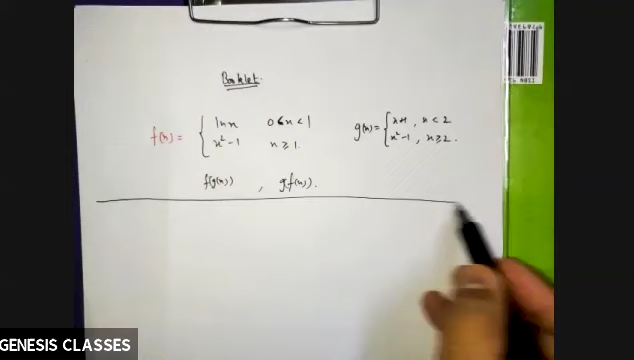 Booklet
f(x) = { ln x 0 < x < 1
x² - 1 x ≥ 1.
g(x) = { x+1, x < 2
x² - 1, x ≥ 2.
f(g(x)) , g(f(x)).
GENESIS CLASSES